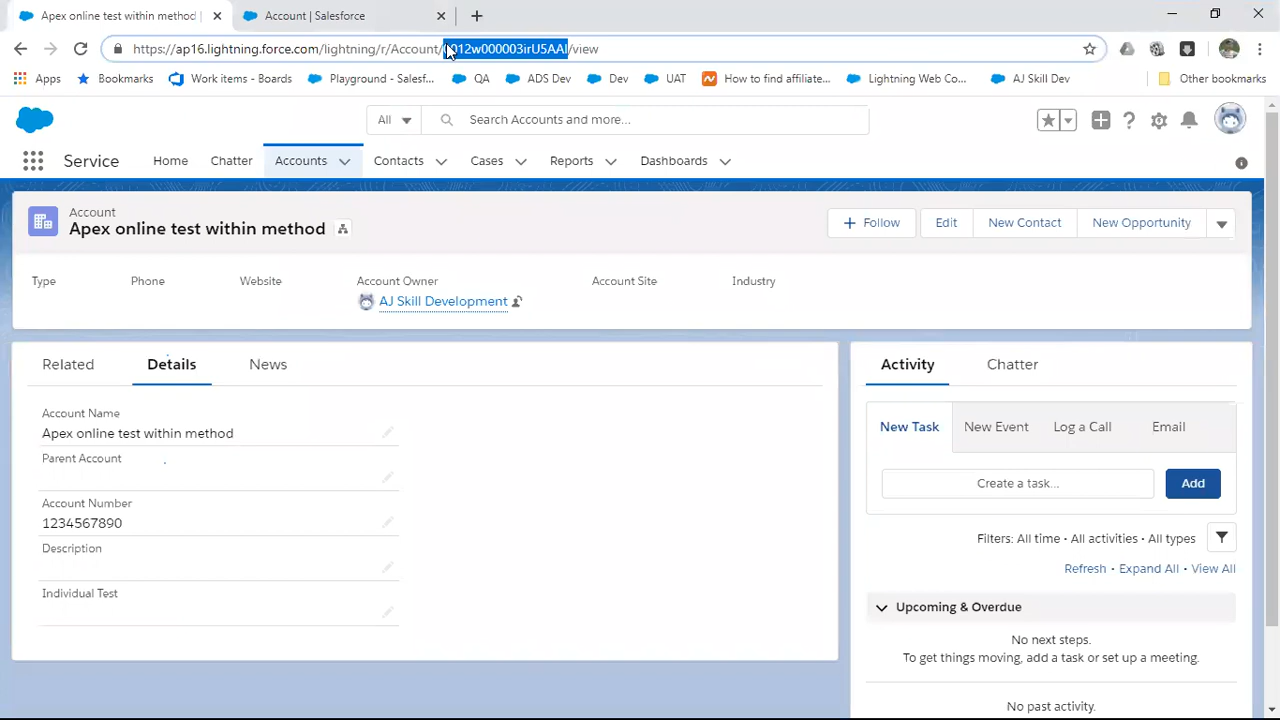 Apex online test within method
Account | Salesforce
https://ap16.lightning.force.com/lightning/r/Account/0012w000003irU5AAI/view
Apps
Bookmarks
Work items - Boards
Playground - Salesf...
QA
ADS Dev
Dev
UAT
How to find affiliate...
Lightning Web Co...
AJ Skill Dev
Other bookmarks
All
Search Accounts and more...
Service
Home
Chatter
Accounts
Contacts
Cases
Reports
Dashboards
Account
Apex online test within method
Follow
Edit
New Contact
New Opportunity
Type
Phone
Website
Account Owner
Account Site
Industry
AJ Skill Development
Related
Details
News
Account Name
Apex online test within method
Parent Account
Account Number
1234567890
Description
Individual Test
Activity
Chatter
New Task
New Event
Log a Call
Email
Create a task...
Add
Filters: All time • All activities • All types
Refresh • Expand All • View All
Upcoming & Overdue
No next steps.
To get things moving, add a task or set up a meeting.
No past activity.